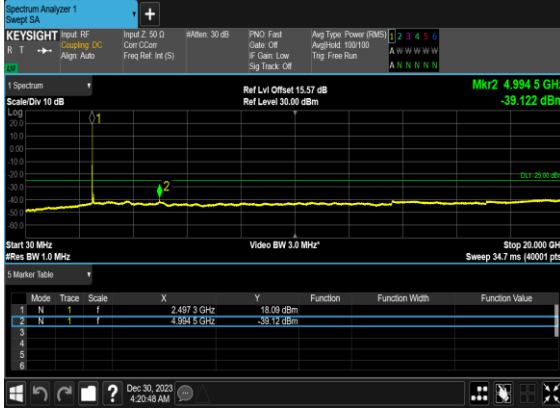 Spectrum Analyzer 1
Swept SA
+
KEYSIGHT Input: RF Input Z: 50 Ω #Atten: 30 dB PNO: Fast Avg Type: Power (RMS) 1 2 3 4 5 6
R T Coupling: DC Corr CCorr Gate: Off Avg|Hold: 100/100 A W W W W W
Align: Auto Freq Ref: Int (S) IF Gain: Low Trig: Free Run
LXI Sig Track: Off A N N N N N
1 Spectrum Ref Lvl Offset 15.57 dB Mkr2 4.994 5 GHz
Scale/Div 10 dB Ref Level 30.00 dBm -39.122 dBm
Log
20.0
10.0
0.00
-10.0
-20.0
-30.0
-40.0
-50.0
-60.0
1
2
DL1 -25.00 dBm
Start 30 MHz Video BW 3.0 MHz* Stop 20.000 GH
#Res BW 1.0 MHz Sweep 34.7 ms (40001 pts
5 Marker Table
Mode Trace Scale X Y Function Function Width Function Value
1 N 1 f 2.497 3 GHz 18.09 dBm
2 N 1 f 4.994 5 GHz -39.12 dBm
3
4
5
6
? Dec 30, 2023
4:20:48 AM